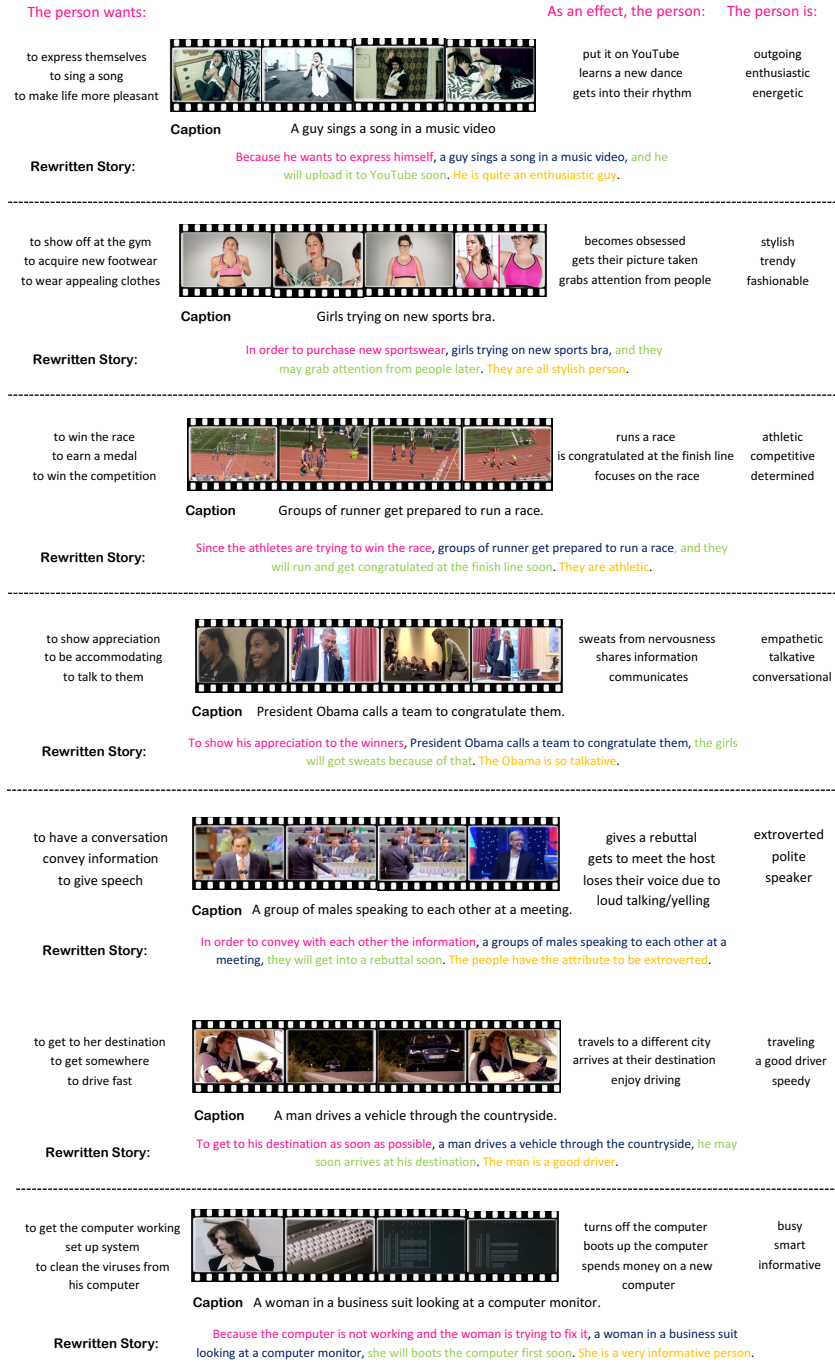 The person wants:
As an effect, the person:
The person is:
to express themselves
to sing a song
to make life more pleasant
put it on YouTube
learns a new dance
gets into their rhythm
outgoing
enthusiastic
energetic
Caption A guy sings a song in a music video
Rewritten Story:
Because he wants to express himself, a guy sings a song in a music video, and he
will upload it to YouTube soon. He is quite an enthusiastic guy.
to show off at the gym
to acquire new footwear
to wear appealing clothes
becomes obsessed
gets their picture taken
grabs attention from people
stylish
trendy
fashionable
Caption Girls trying on new sports bra.
Rewritten Story:
In order to purchase new sportswear, girls trying on new sports bra, and they
may grab attention from people later. They are all stylish person.
to win the race
to earn a medal
to win the competition
runs a race
is congratulated at the finish line
focuses on the race
athletic
competitive
determined
Caption Groups of runner get prepared to run a race.
Rewritten Story:
Since the athletes are trying to win the race, groups of runner get prepared to run a race, and they
will run and get congratulated at the finish line soon. They are athletic.
to show appreciation
to be accommodating
to talk to them
sweats from nervousness
shares information
communicates
empathetic
talkative
conversational
Caption President Obama calls a team to congratulate them.
Rewritten Story:
To show his appreciation to the winners, President Obama calls a team to congratulate them, the girls
will got sweats because of that. The Obama is so talkative.
to have a conversation
convey information
to give speech
gives a rebuttal
gets to meet the host
loses their voice due to
loud talking/yelling
extroverted
polite
speaker
Caption A group of males speaking to each other at a meeting.
Rewritten Story:
In order to convey with each other the information, a groups of males speaking to each other at a
meeting, they will get into a rebuttal soon. The people have the attribute to be extroverted.
to get to her destination
to get somewhere
to drive fast
travels to a different city
arrives at their destination
enjoy driving
traveling
a good driver
speedy
Caption A man drives a vehicle through the countryside.
Rewritten Story:
To get to his destination as soon as possible, a man drives a vehicle through the countryside, he may
soon arrives at his destination. The man is a good driver.
to get the computer working
set up system
to clean the viruses from
his computer
turns off the computer
boots up the computer
spends money on a new
computer
busy
smart
informative
Caption A woman in a business suit looking at a computer monitor.
Rewritten Story:
Because the computer is not working and the woman is trying to fix it, a woman in a business suit
looking at a computer monitor, she will boots the computer first soon. She is a very informative person.